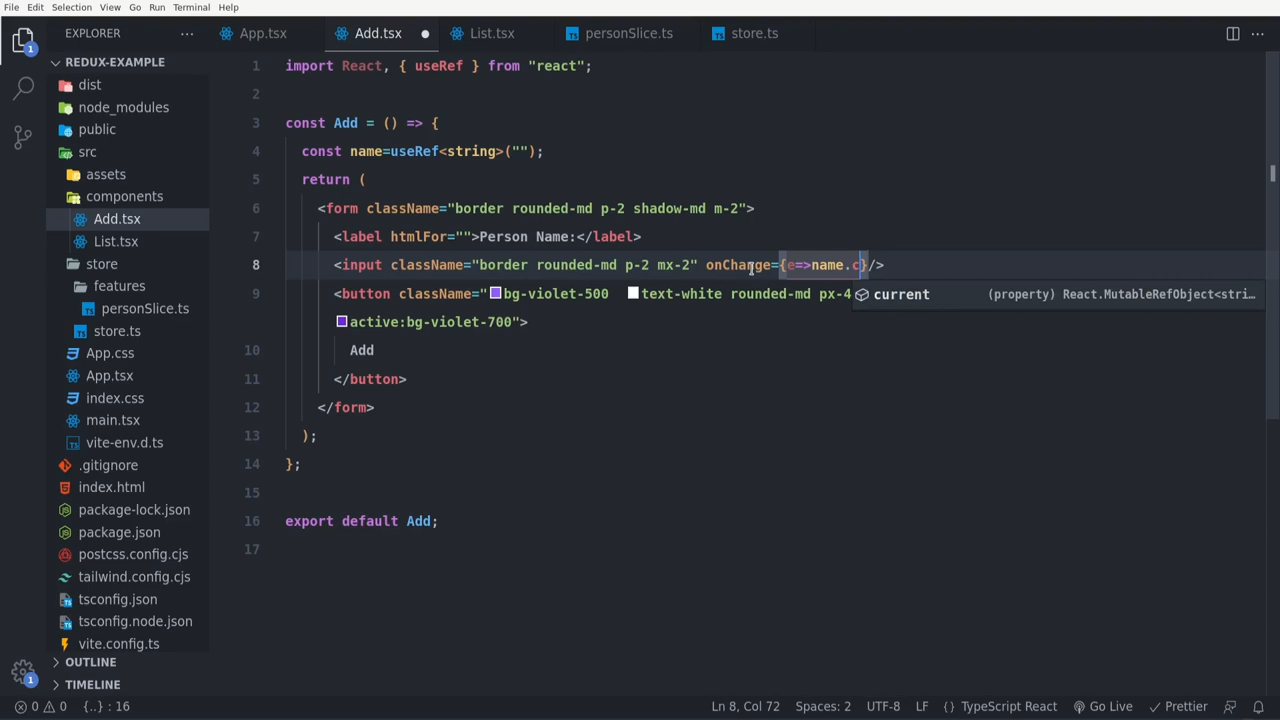 File Edit Selection View Go Run Terminal Help
EXPLORER ...
App.tsx Add.tsx List.tsx personSlice.ts store.ts ...
REDUX-EXAMPLE
dist
node_modules
public
src
assets
components
Add.tsx
List.tsx
store
features
personSlice.ts
store.ts
App.css
App.tsx
index.css
main.tsx
vite-env.d.ts
.gitignore
index.html
package-lock.json
package.json
postcss.config.cjs
tailwind.config.cjs
tsconfig.json
tsconfig.node.json
vite.config.ts
OUTLINE
TIMELINE
1 import React, { useRef } from "react";
2
3 const Add = () => {
4 const name=useRef<string>("");
5 return (
6 <form className="border rounded-md p-2 shadow-md m-2">
7 <label htmlFor="">Person Name:</label>
8 <input className="border rounded-md p-2 mx-2" onChange={e=>name.c}/>
9 <button className="bg-violet-500 text-white rounded-md px-4
current (property) React.MutableRefObject<stri...
active:bg-violet-700">
10 Add
11 </button>
12 </form>
13 );
14 };
15
16 export default Add;
17
1
1
0 0 {..} : 16 Ln 8, Col 72 Spaces: 2 UTF-8 LF {} TypeScript React Go Live Prettier